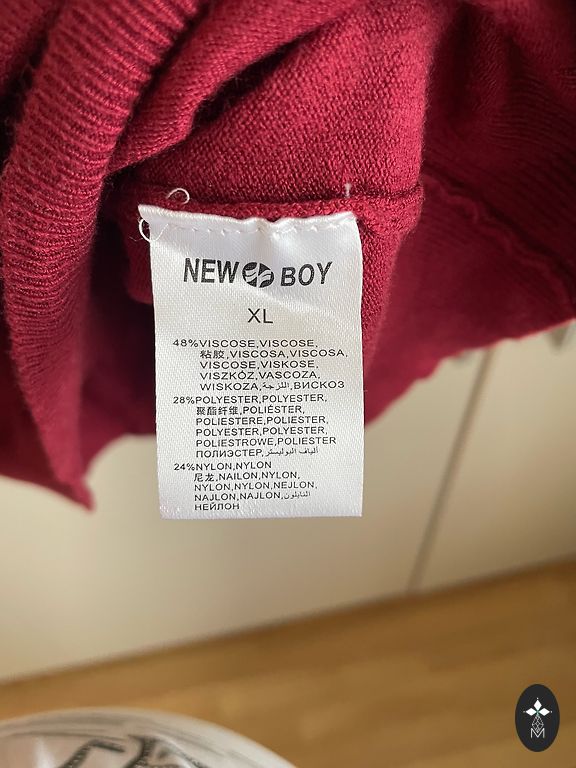 NEW BOY
XL
48%VISCOSE,VISCOSE,
粘胶,VISCOSA,VISCOSA,
VISCOSE,VISKOSE,
VISZKÓZ,VASCOZA,
WISKOZA,اللزجة,ВИСКОЗ
28%POLYESTER,POLYESTER,
聚酯纤维,POLIÉSTER,
POLIESTERE,POLIÉSTER,
POLYESTER,POLYESTER,
POLIESTROWE,POLIESTER
ПОЛИЭСТЕР,ألياف البوليستر
24%NYLON,NYLON
尼龙,NAILON,NYLON,
NYLON,NYLON,NEJLON,
NAJLON,NAJLON,النايلون
НЕЙЛОН
M